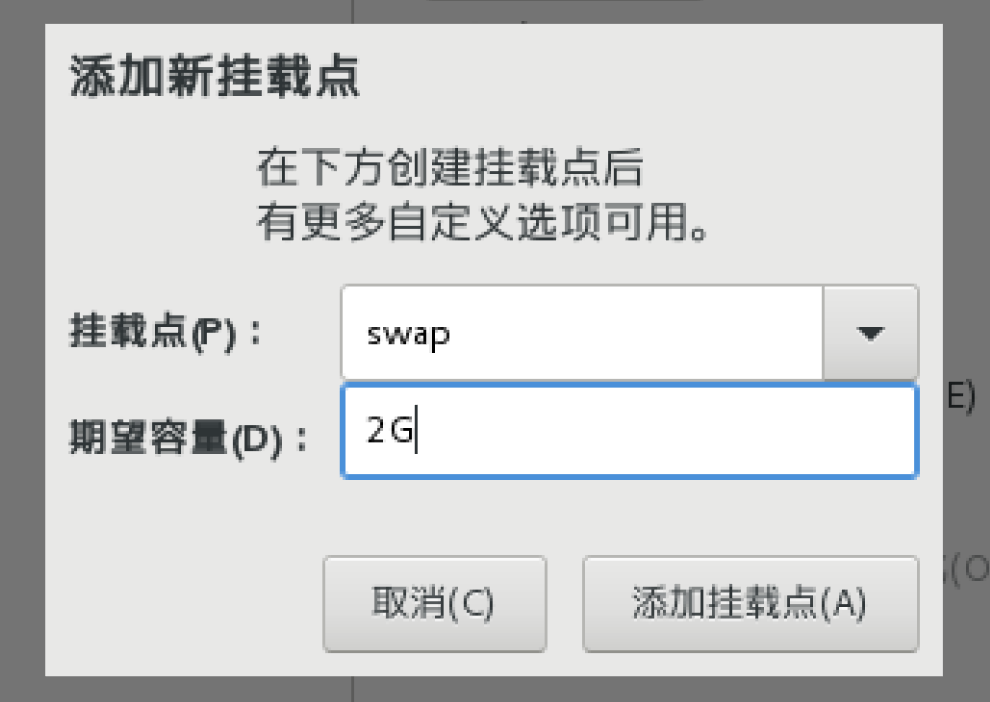 添加新挂载点
在下方创建挂载点后
有更多自定义选项可用。
挂载点(P)：
swap
E)
期望容量(D)：
2G
(O
取消(C)
添加挂载点(A)